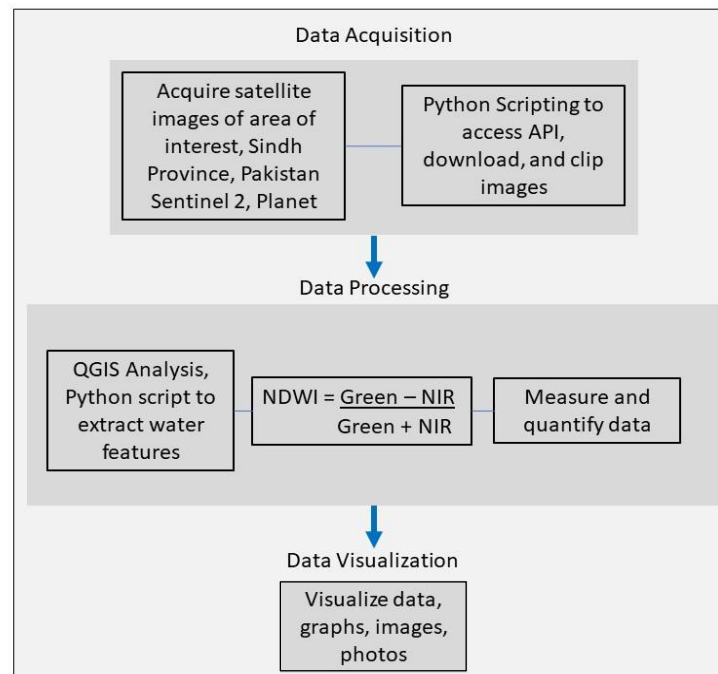 Data Acquisition
Acquire satellite
images of area of
interest, Sindh
Province, Pakistan
Sentinel 2, Planet
Python Scripting to
access API,
download, and clip
images
Data Processing
QGIS Analysis,
Python script to
extract water
features
NDWI = Green – NIR
Green + NIR
Measure and
quantify data
Data Visualization
Visualize data,
graphs, images,
photos